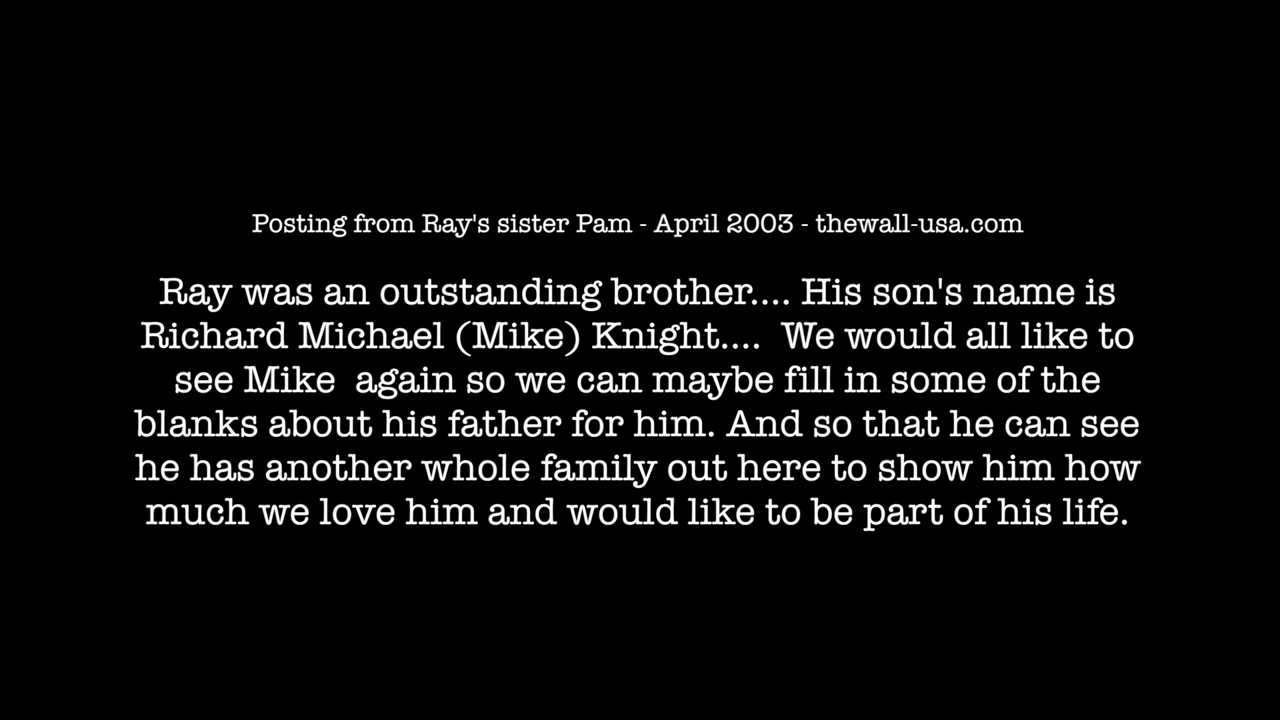 Posting from Ray's sister Pam - April 2003 - thewall-usa.com
Ray was an outstanding brother.... His son's name is
Richard Michael (Mike) Knight....  We would all like to
see Mike  again so we can maybe fill in some of the
blanks about his father for him. And so that he can see
he has another whole family out here to show him how
much we love him and would like to be part of his life.